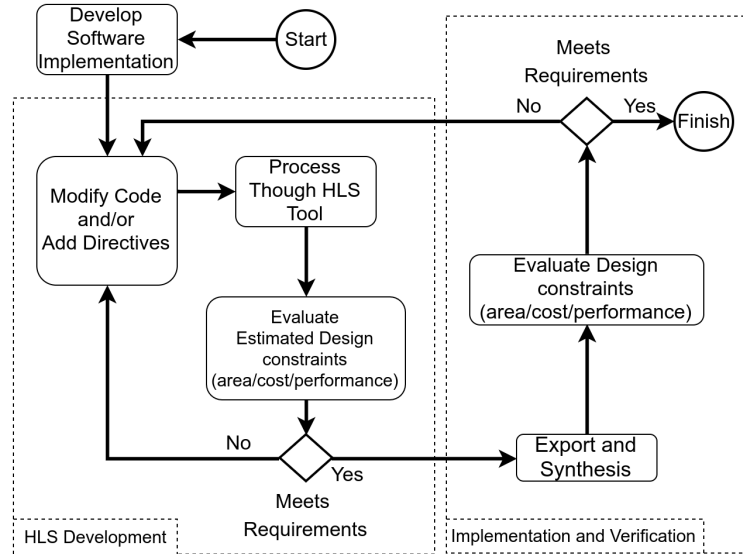 Develop
Software
Implementation
Start
Modify Code
and/or
Add Directives
Process
Though HLS
Tool
Evaluate
Estimated Design
constraints
(area/cost/performance)
No
Yes
Meets
Requirements
HLS Development
Meets
Requirements
No
Yes
Finish
Evaluate Design
constraints
(area/cost/performance)
Export and
Synthesis
Implementation and Verification